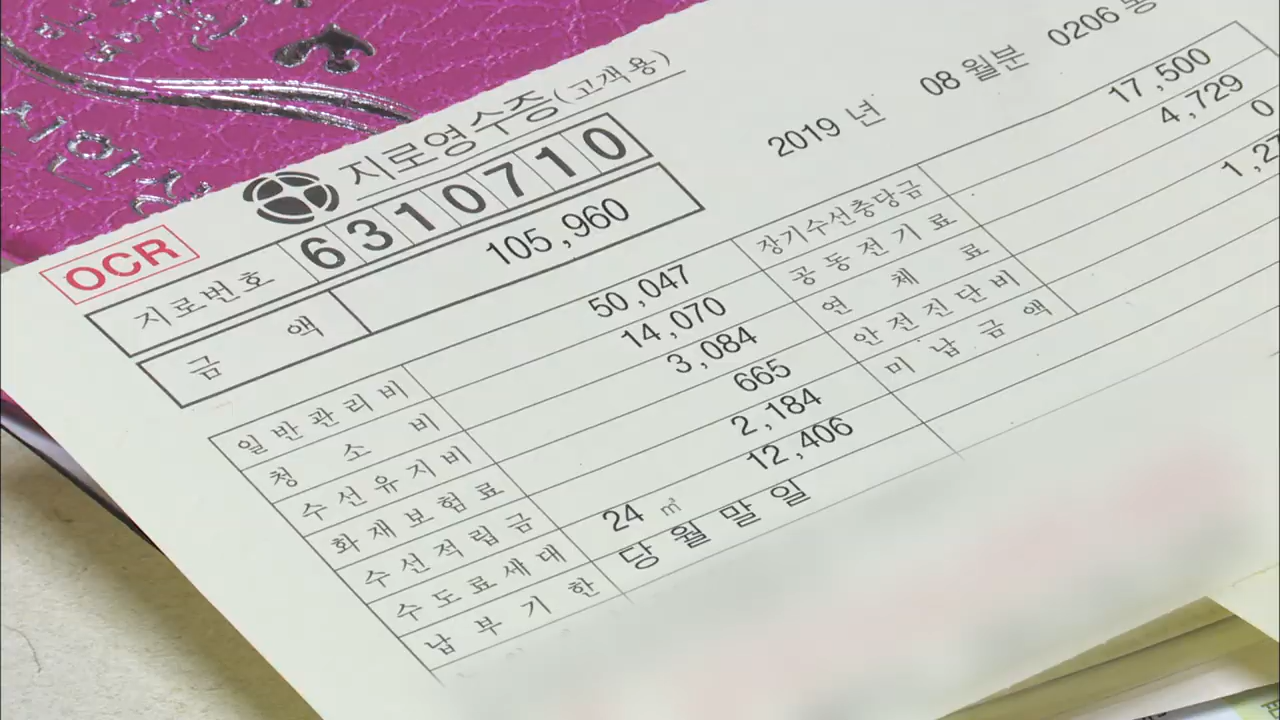 지로영수증(고객용)
2019 년 08 월분 0206 동
OCR
지로번호 6310710
금 액 105,960
일반관리비 50,047
청 소 비 14,070
수선유지비 3,084
화재보험료 665
수선적립금 2,184
수도료세대 24 ㎥ 12,406
납부기한 당월말일
장기수선충당금 17,500
공동전기료 4,729
연 체 료 0
안전진단비
미납금액